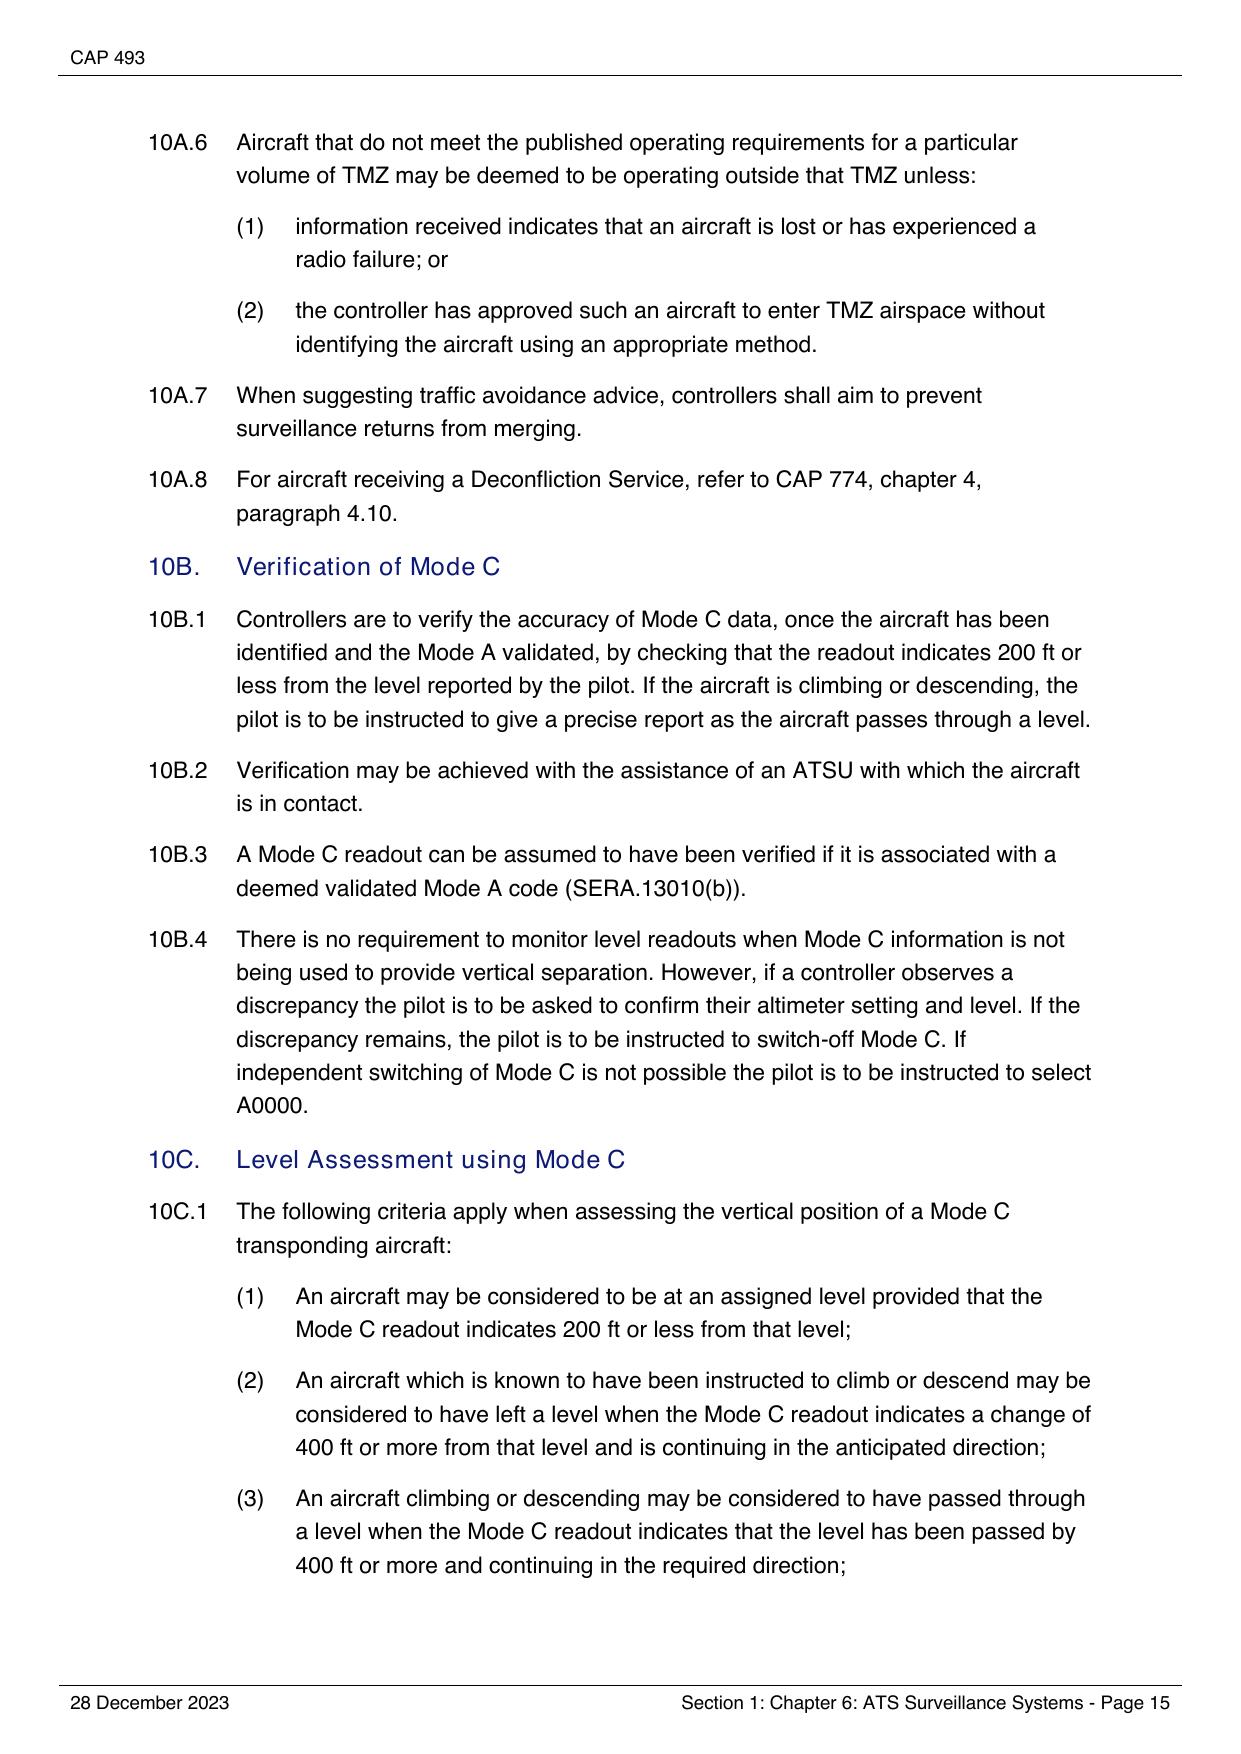 CAP 493
10A.6 Aircraft that do not meet the published operating requirements for a particular
volume of TMZ may be deemed to be operating outside that TMZ unless:
(1) information received indicates that an aircraft is lost or has experienced a
radio failure; or
(2) the controller has approved such an aircraft to enter TMZ airspace without
identifying the aircraft using an appropriate method.
10A.7 When suggesting traffic avoidance advice, controllers shall aim to prevent
surveillance returns from merging.
10A.8 For aircraft receiving a Deconfliction Service, refer to CAP 774, chapter 4,
paragraph 4.10.
10B. Verification of Mode C
10B.1 Controllers are to verify the accuracy of Mode C data, once the aircraft has been
identified and the Mode A validated, by checking that the readout indicates 200 ft or
less from the level reported by the pilot. If the aircraft is climbing or descending, the
pilot is to be instructed to give a precise report as the aircraft passes through a level.
10B.2 Verification may be achieved with the assistance of an ATSU with which the aircraft
is in contact.
10B.3 A Mode C readout can be assumed to have been verified if it is associated with a
deemed validated Mode A code (SERA.13010(b)).
10B.4 There is no requirement to monitor level readouts when Mode C information is not
being used to provide vertical separation. However, if a controller observes a
discrepancy the pilot is to be asked to confirm their altimeter setting and level. If the
discrepancy remains, the pilot is to be instructed to switch-off Mode C. If
independent switching of Mode C is not possible the pilot is to be instructed to select
A0000.
10C. Level Assessment using Mode C
10C.1 The following criteria apply when assessing the vertical position of a Mode C
transponding aircraft:
(1) An aircraft may be considered to be at an assigned level provided that the
Mode C readout indicates 200 ft or less from that level;
(2) An aircraft which is known to have been instructed to climb or descend may be
considered to have left a level when the Mode C readout indicates a change of
400 ft or more from that level and is continuing in the anticipated direction;
(3) An aircraft climbing or descending may be considered to have passed through
a level when the Mode C readout indicates that the level has been passed by
400 ft or more and continuing in the required direction;
28 December 2023 Section 1: Chapter 6: ATS Surveillance Systems - Page 15